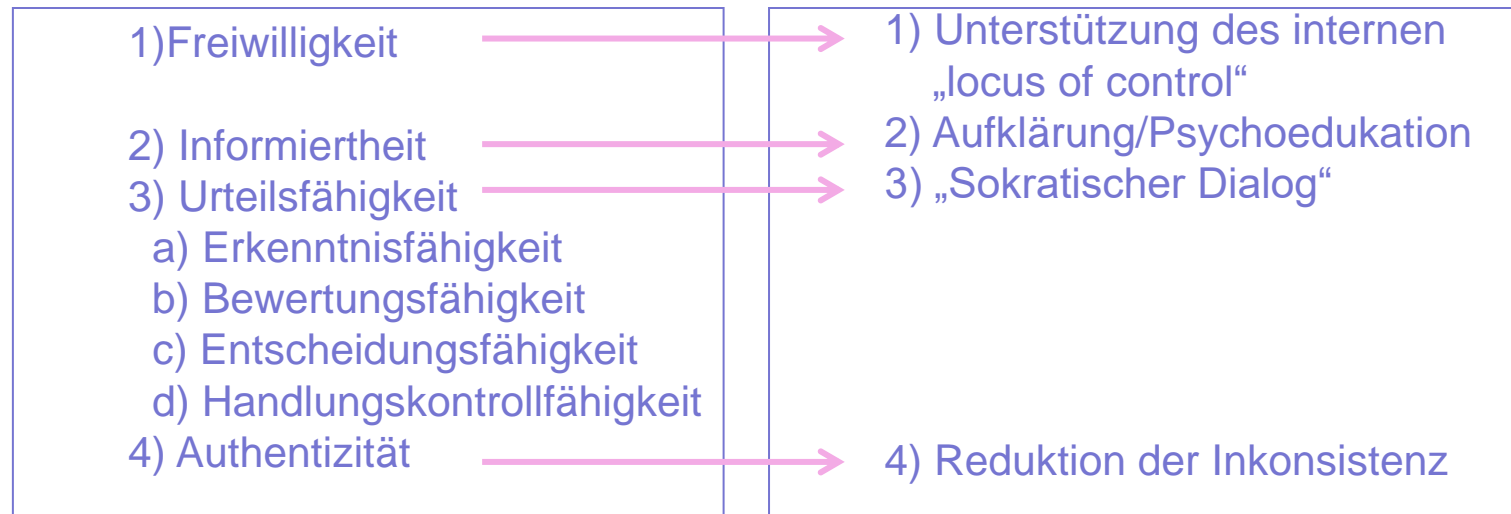 1)Freiwilligkeit
2) Informiertheit
3) Urteilsfähigkeit
a) Erkenntnisfähigkeit
b) Bewertungsfähigkeit
c) Entscheidungsfähigkeit
d) Handlungskontrollfähigkeit
4) Authentizität
1) Unterstützung des internen
„locus of control“
2) Aufklärung/Psychoedukation
3) „Sokratischer Dialog“
4) Reduktion der Inkonsistenz